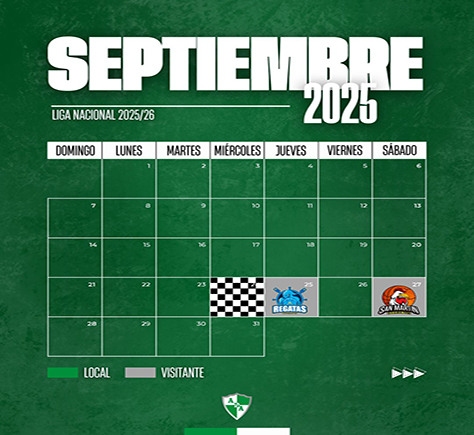 SEPTIEMBRE
2025
LIGA NACIONAL 2025/26
DOMINGO LUNES MARTES MIÉRCOLES JUEVES VIERNES SÁBADO
1 2 3 4 5 6
7 8 9 10 11 12 13
14 15 16 17 18 19 20
21 22 23 25 26 27
REGATAS SAN MARTIN
28 29 30 31
LOCAL VISITANTE